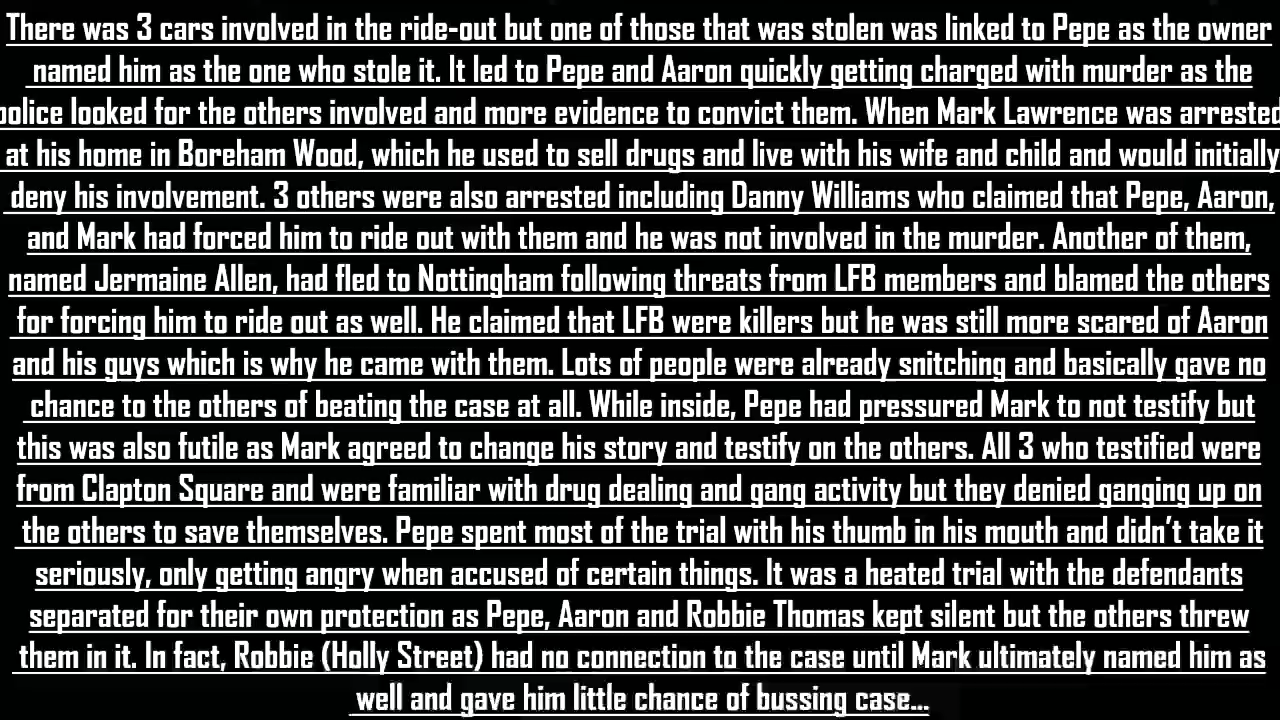 There was 3 cars involved in the ride-out but one of those that was stolen was linked to Pepe as the owner
named him as the one who stole it. It led to Pepe and Aaron quickly getting charged with murder as the
police looked for the others involved and more evidence to convict them. When Mark Lawrence was arrested
at his home in Boreham Wood, which he used to sell drugs and live with his wife and child and would initially
deny his involvement. 3 others were also arrested including Danny Williams who claimed that Pepe, Aaron,
and Mark had forced him to ride out with them and he was not involved in the murder. Another of them,
named Jermaine Allen, had fled to Nottingham following threats from LFB members and blamed the others
for forcing him to ride out as well. He claimed that LFB were killers but he was still more scared of Aaron
and his guys which is why he came with them. Lots of people were already snitching and basically gave no
chance to the others of beating the case at all. While inside, Pepe had pressured Mark to not testify but
this was also futile as Mark agreed to change his story and testify on the others. All 3 who testified were
from Clapton Square and were familiar with drug dealing and gang activity but they denied ganging up on
the others to save themselves. Pepe spent most of the trial with his thumb in his mouth and didn't take it
seriously, only getting angry when accused of certain things. It was a heated trial with the defendants
separated for their own protection as Pepe, Aaron and Robbie Thomas kept silent but the others threw
them in it. In fact, Robbie (Holly Street) had no connection to the case until Mark ultimately named him as
well and gave him little chance of bussing case...